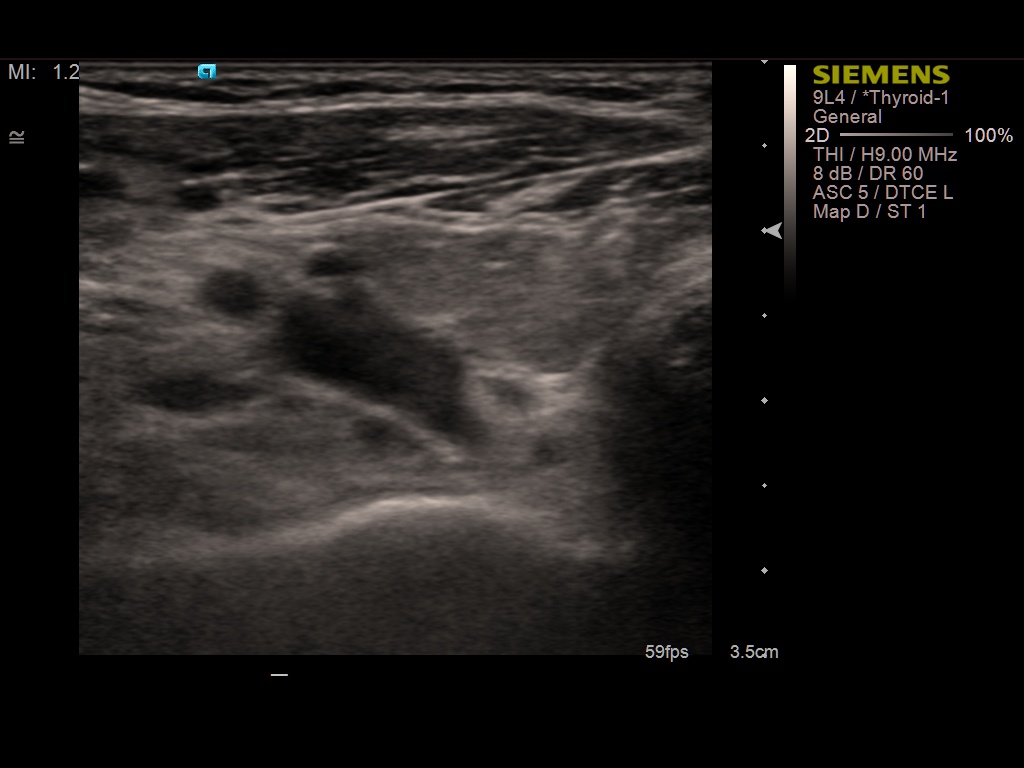 MI: 1.2
SIEMENS
9L4 / *Thyroid-1
General
2D 100%
THI / H9.00 MHz
8 dB / DR 60
ASC 5 / DTCE L
Map D / ST 1
59fps 3.5cm